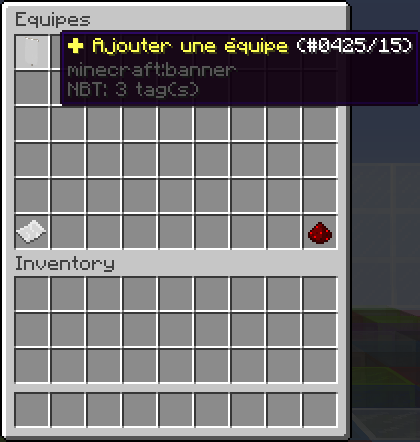 Equipes
✚ Ajouter une équipe (#0425/15)
minecraft:banner
NBT: 3 tag(s)
Inventory